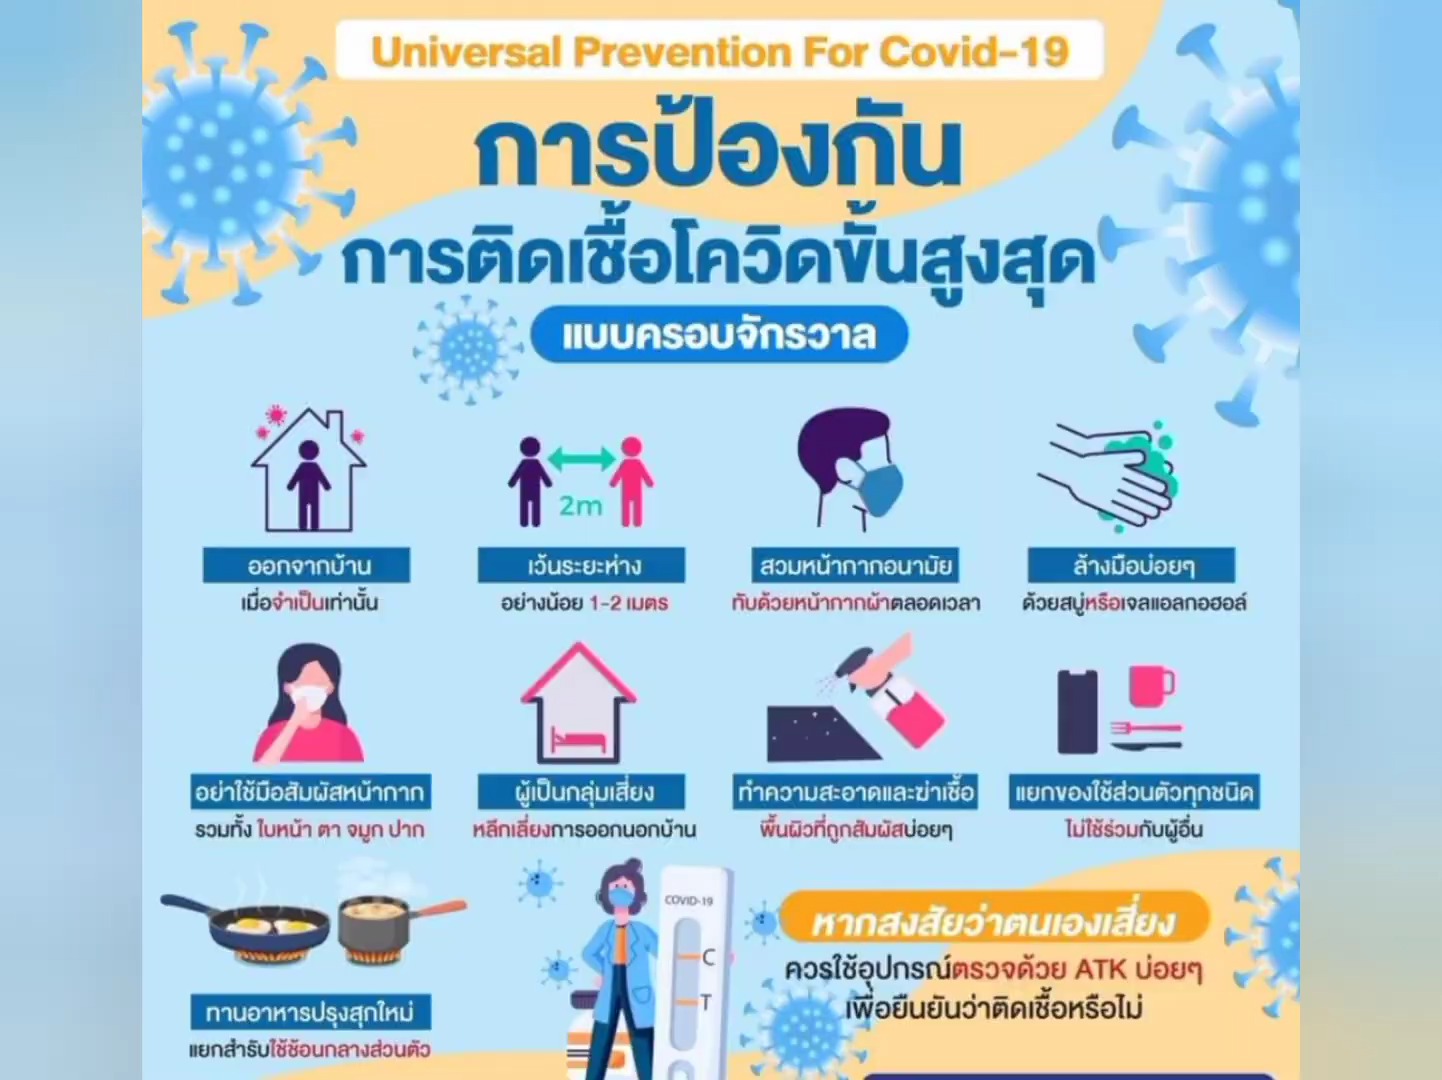 Universal Prevention For Covid-19
การป้องกัน
การติดเชื้อโควิดขั้นสูงสุด
แบบครอบจักรวาล
2m
ออกจากบ้าน
เมื่อจำเป็นเท่านั้น
เว้นระยะห่าง
อย่างน้อย 1-2 เมตร
สวมหน้ากากอนามัย
ทับด้วยหน้ากากผ้าตลอดเวลา
ล้างมือบ่อยๆ
ด้วยสบู่หรือเจลแอลกอฮอล์
อย่าใช้มือสัมผัสหน้ากาก
รวมทั้ง ใบหน้า ตา จมูก ปาก
ผู้เป็นกลุ่มเสี่ยง
หลีกเลี่ยงการออกนอกบ้าน
ทำความสะอาดและฆ่าเชื้อ
พื้นผิวที่ถูกสัมผัสบ่อยๆ
แยกของใช้ส่วนตัวทุกชนิด
ไม่ใช้ร่วมกับผู้อื่น
ทานอาหารปรุงสุกใหม่
แยกสำรับใช้ช้อนกลางส่วนตัว
COVID-19
C
T
หากสงสัยว่าตนเองเสี่ยง
ควรใช้อุปกรณ์ตรวจด้วย ATK บ่อยๆ
เพื่อยืนยันว่าติดเชื้อหรือไม่